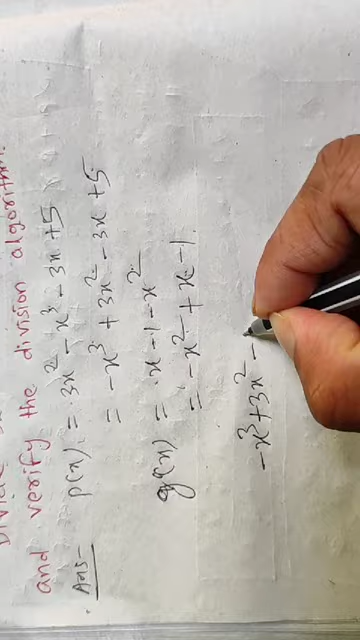 Divide
and verify the division algorithm.
Ans- p(x) = 3x² - x³ - 3x + 5
= -x³ + 3x² - 3x + 5
g(x) = x - 1 - x²
= -x² + x - 1
-x³ + 3x² -